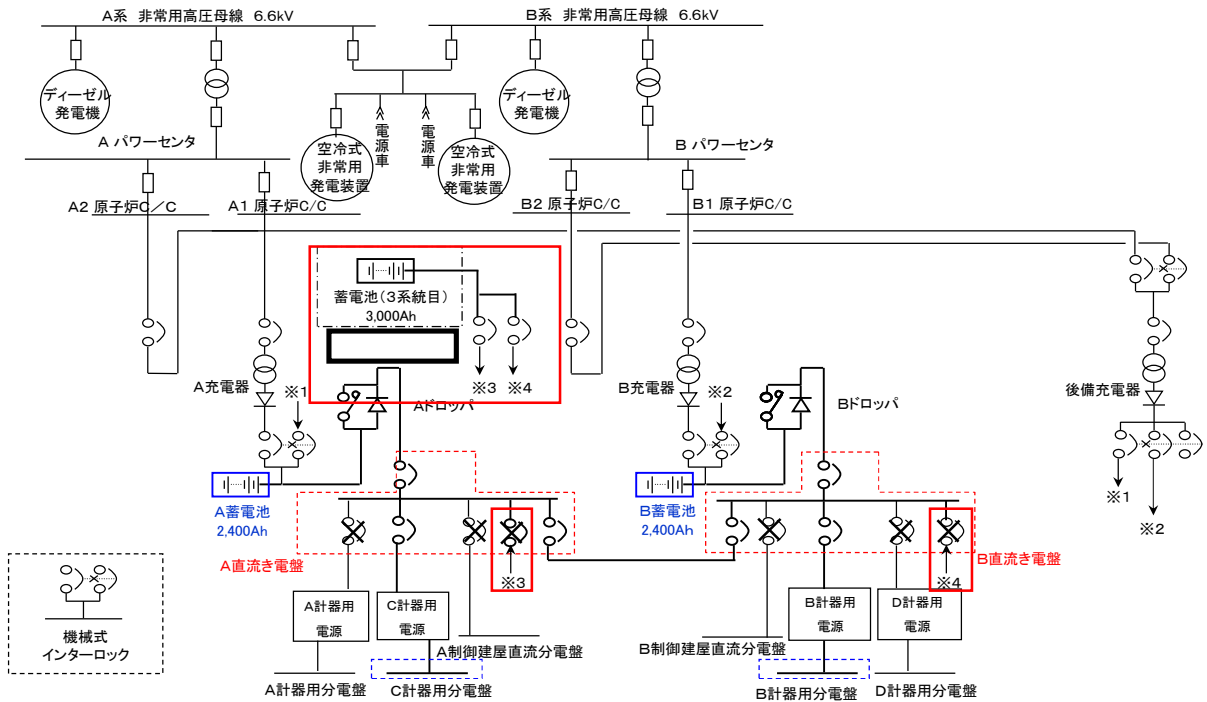 A系 非常用高圧母線 6.6kV
B系 非常用高圧母線 6.6kV
ディーゼル
発電機
空冷式
非常用
発電装置
電源車
電源車
空冷式
非常用
発電装置
ディーゼル
発電機
A パワーセンタ
B パワーセンタ
A2 原子炉C／C
A1 原子炉C/C
B2 原子炉C/C
B1 原子炉C/C
蓄電池(3系統目)
3,000Ah
※3
※4
A充電器
※1
Aドロッパ
B充電器
※2
Bドロッパ
後備充電器
※1
※2
A蓄電池
2,400Ah
B蓄電池
2,400Ah
A直流き電盤
※3
B直流き電盤
※4
A計器用
電源
C計器用
電源
B計器用
電源
D計器用
電源
A制御建屋直流分電盤
B制御建屋直流分電盤
A計器用分電盤
C計器用分電盤
B計器用分電盤
D計器用分電盤
機械式
インターロック